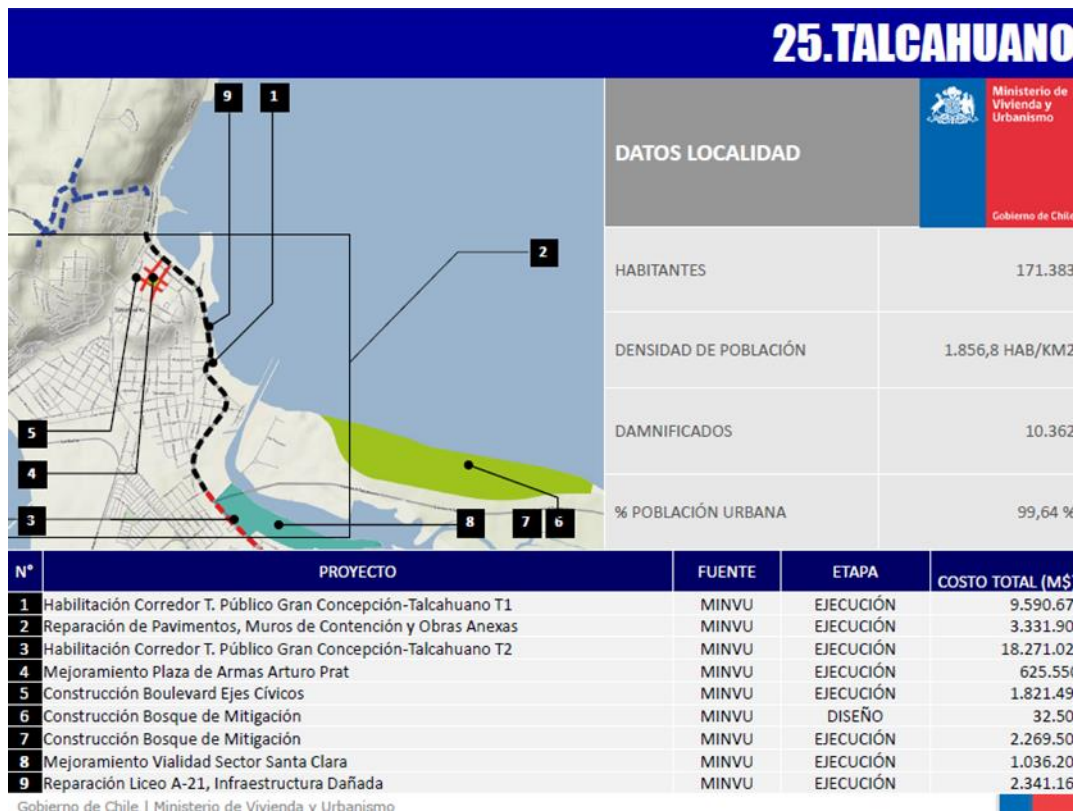 25.TALCAHUANO
9 1
2
5
4
3
8 7 6
DATOS LOCALIDAD
Ministerio de
Vivienda y
Urbanismo
Gobierno de Chile
HABITANTES 171.383
DENSIDAD DE POBLACIÓN 1.856,8 HAB/KM2
DAMNIFICADOS 10.362
% POBLACIÓN URBANA 99,64 %
N° PROYECTO FUENTE ETAPA COSTO TOTAL (M$
1 Habilitación Corredor T. Público Gran Concepción-Talcahuano T1 MINVU EJECUCIÓN 9.590.67
2 Reparación de Pavimentos, Muros de Contención y Obras Anexas MINVU EJECUCIÓN 3.331.90
3 Habilitación Corredor T. Público Gran Concepción-Talcahuano T2 MINVU EJECUCIÓN 18.271.02
4 Mejoramiento Plaza de Armas Arturo Prat MINVU EJECUCIÓN 625.550
5 Construcción Boulevard Ejes Cívicos MINVU EJECUCIÓN 1.821.49
6 Construcción Bosque de Mitigación MINVU DISEÑO 32.50
7 Construcción Bosque de Mitigación MINVU EJECUCIÓN 2.269.50
8 Mejoramiento Vialidad Sector Santa Clara MINVU EJECUCIÓN 1.036.20
9 Reparación Liceo A-21, Infraestructura Dañada MINVU EJECUCIÓN 2.341.16
Gobierno de Chile | Ministerio de Vivienda y Urbanismo